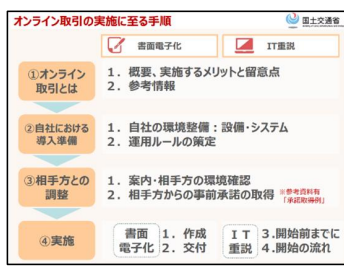 オンライン取引の実施に至る手順
国土交通省
書面電子化
IT重説
①オンライン
取引とは
1. 概要、実施するメリットと留意点
2. 参考情報
②自社における
導入準備
1. 自社の環境整備：設備・システム
2. 運用ルールの策定
③相手方との
調整
1. 案内・相手方の環境確認
2. 相手方からの事前承諾の取得
※参考資料有
「承諾取得例」
④実施
書面
電子化
1. 作成
2. 交付
IT
重説
3.開始前までに
4.開始の流れ